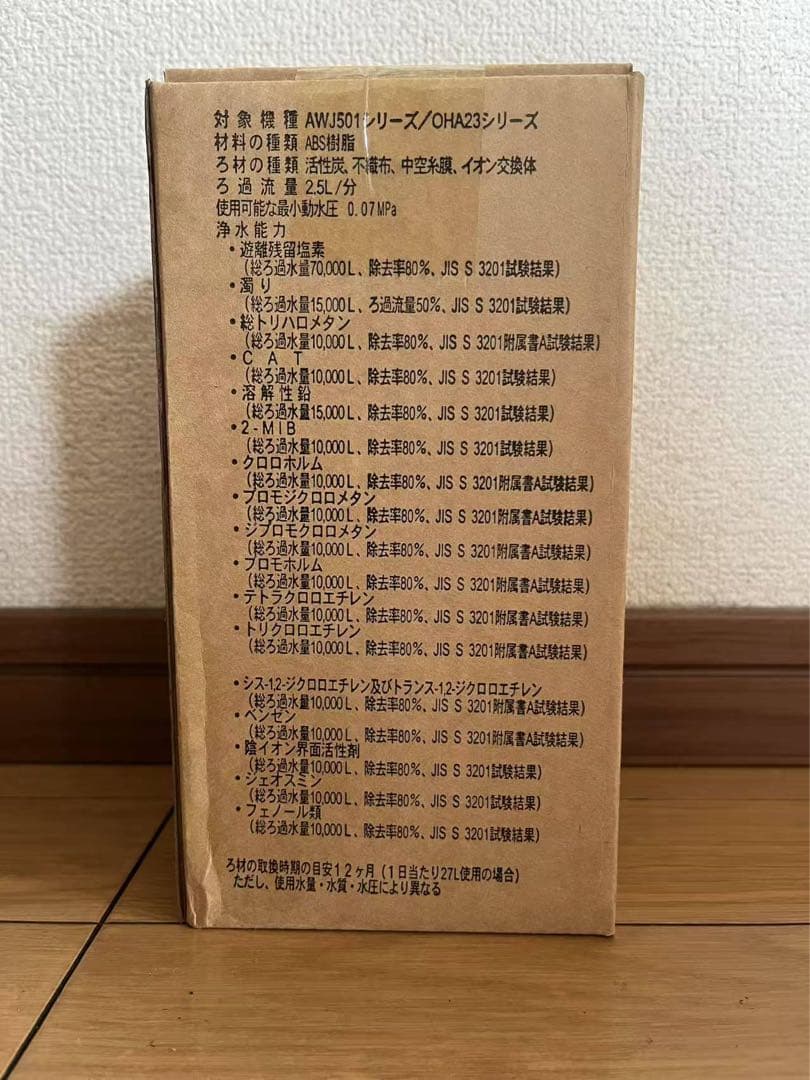 対象機種 AWJ501シリーズ/OHA23シリーズ
材料の種類 ABS樹脂
ろ材の種類 活性炭、不織布、中空糸膜、イオン交換体
ろ過流量 2.5L/分
使用可能な最小動水圧 0.07MPa
浄水能力
・遊離残留塩素
(総ろ過水量70,000L、除去率80%、JIS S 3201試験結果)
・濁り
(総ろ過水量15,000L、ろ過流量50%、JIS S 3201試験結果)
・総トリハロメタン
(総ろ過水量10,000L、除去率80%、JIS S 3201附属書A試験結果)
・CAT
(総ろ過水量10,000L、除去率80%、JIS S 3201試験結果)
・溶解性鉛
(総ろ過水量15,000L、除去率80%、JIS S 3201試験結果)
・2-MIB
(総ろ過水量10,000L、除去率80%、JIS S 3201試験結果)
・クロロホルム
(総ろ過水量10,000L、除去率80%、JIS S 3201附属書A試験結果)
・ブロモジクロロメタン
(総ろ過水量10,000L、除去率80%、JIS S 3201附属書A試験結果)
・ジブロモクロロメタン
(総ろ過水量10,000L、除去率80%、JIS S 3201附属書A試験結果)
・ブロモホルム
(総ろ過水量10,000L、除去率80%、JIS S 3201附属書A試験結果)
・テトラクロロエチレン
(総ろ過水量10,000L、除去率80%、JIS S 3201附属書A試験結果)
・トリクロロエチレン
(総ろ過水量10,000L、除去率80%、JIS S 3201附属書A試験結果)
・シス-1,2-ジクロロエチレン及びトランス-1,2-ジクロロエチレン
(総ろ過水量10,000L、除去率80%、JIS S 3201附属書A試験結果)
・ベンゼン
(総ろ過水量10,000L、除去率80%、JIS S 3201附属書A試験結果)
・陰イオン界面活性剤
(総ろ過水量10,000L、除去率80%、JIS S 3201試験結果)
・ジェオスミン
(総ろ過水量10,000L、除去率80%、JIS S 3201試験結果)
・フェノール類
(総ろ過水量10,000L、除去率80%、JIS S 3201試験結果)
ろ材の取換時期の目安12ヶ月(1日当たり27L使用の場合)
ただし、使用水量・水質・水圧により異なる